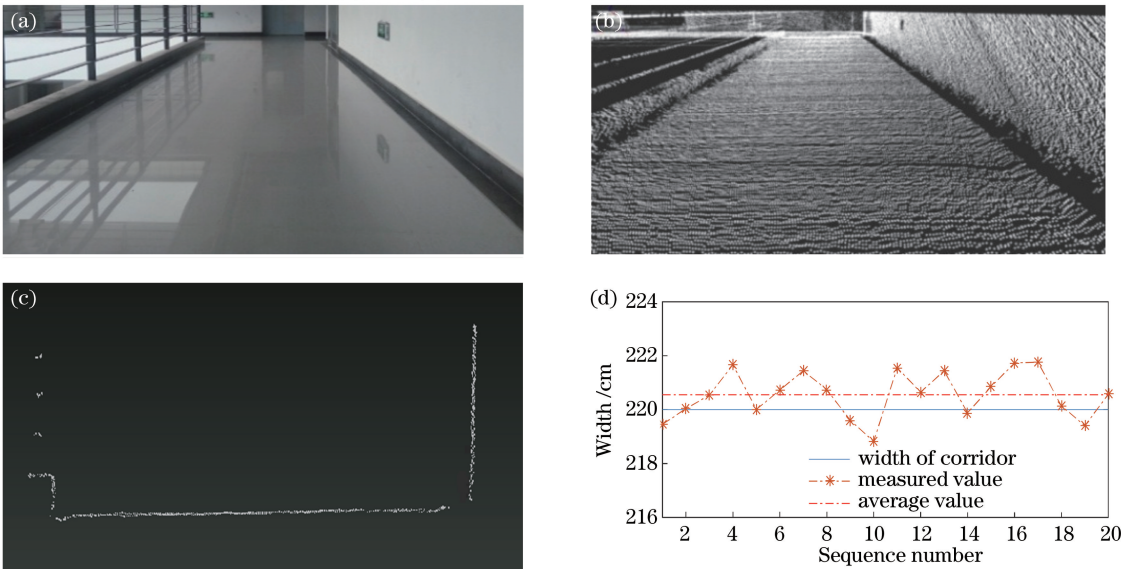 (a)
(b)
(c)
(d)
224
222
220
218
216
Width /cm
width of corridor
measured value
average value
2 4 6 8 10 12 14 16 18 20
Sequence number